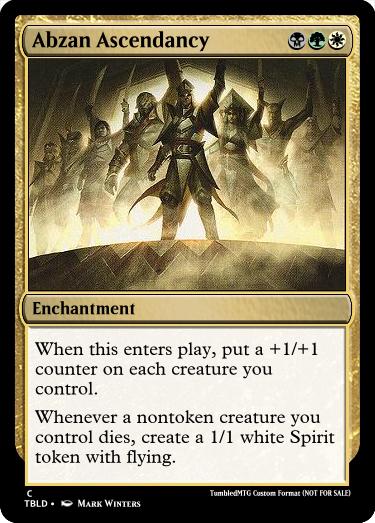 Abzan Ascendancy
Enchantment
When this enters play, put a +1/+1
counter on each creature you
control.
Whenever a nontoken creature you
control dies, create a 1/1 white Spirit
token with flying.
C
TBLD • Mark Winters
TumbledMTG Custom Format (NOT FOR SALE)